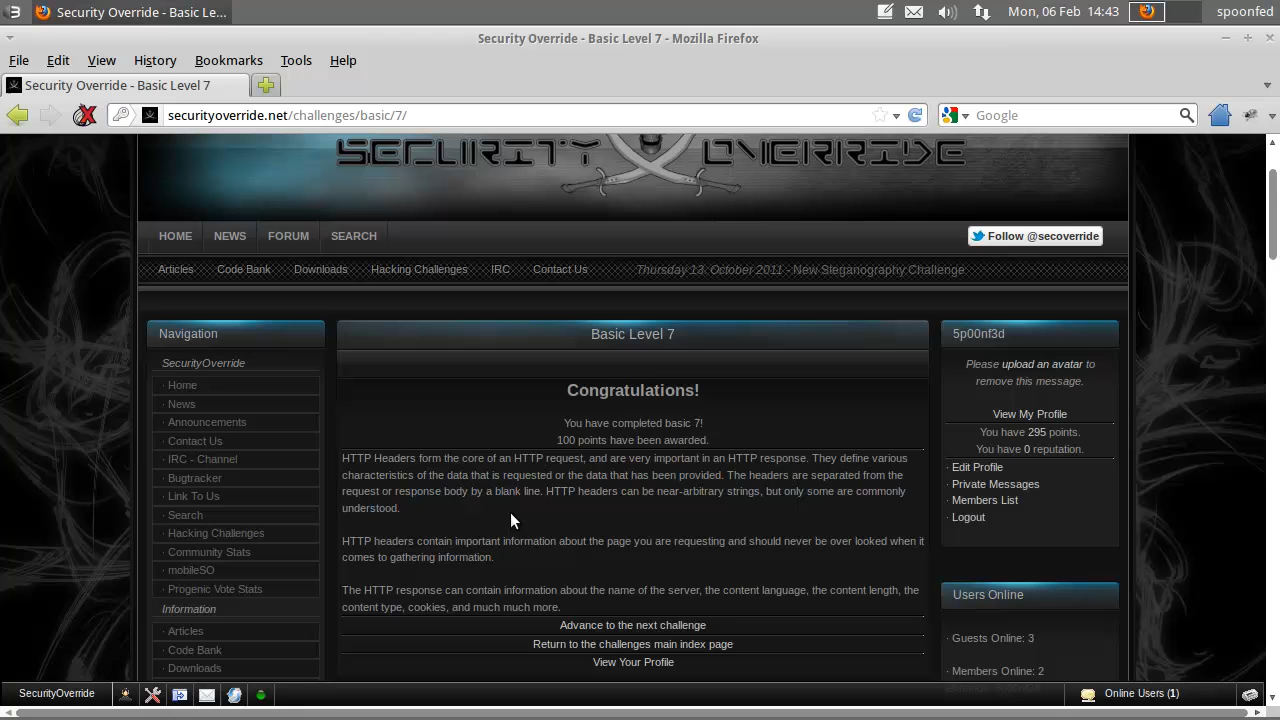 Security Override - Basic Le...
Mon, 06 Feb 14:43
spoonfed
Security Override - Basic Level 7 - Mozilla Firefox
File Edit View History Bookmarks Tools Help
Security Override - Basic Level 7
securityoverride.net/challenges/basic/7/
Google
SECURITY OVERRIDE
HOME NEWS FORUM SEARCH
Follow @secoverride
Articles Code Bank Downloads Hacking Challenges IRC Contact Us
Thursday 13. October 2011 - New Steganography Challenge
Navigation
SecurityOverride
· Home
· News
· Announcements
· Contact Us
· IRC - Channel
· Bugtracker
· Link To Us
· Search
· Hacking Challenges
· Community Stats
· mobileSO
· Progenic Vote Stats
Information
· Articles
· Code Bank
· Downloads
Basic Level 7
Congratulations!
You have completed basic 7!
100 points have been awarded.
HTTP Headers form the core of an HTTP request, and are very important in an HTTP response. They define various
characteristics of the data that is requested or the data that has been provided. The headers are separated from the
request or response body by a blank line. HTTP headers can be near-arbitrary strings, but only some are commonly
understood.
HTTP headers contain important information about the page you are requesting and should never be over looked when it
comes to gathering information.
The HTTP response can contain information about the name of the server, the content language, the content length, the
content type, cookies, and much much more.
Advance to the next challenge
Return to the challenges main index page
View Your Profile
5p00nf3d
Please upload an avatar to
remove this message.
View My Profile
You have 295 points.
You have 0 reputation.
· Edit Profile
· Private Messages
· Members List
· Logout
Users Online
· Guests Online: 3
· Members Online: 2
SecurityOverride
Online Users (1)